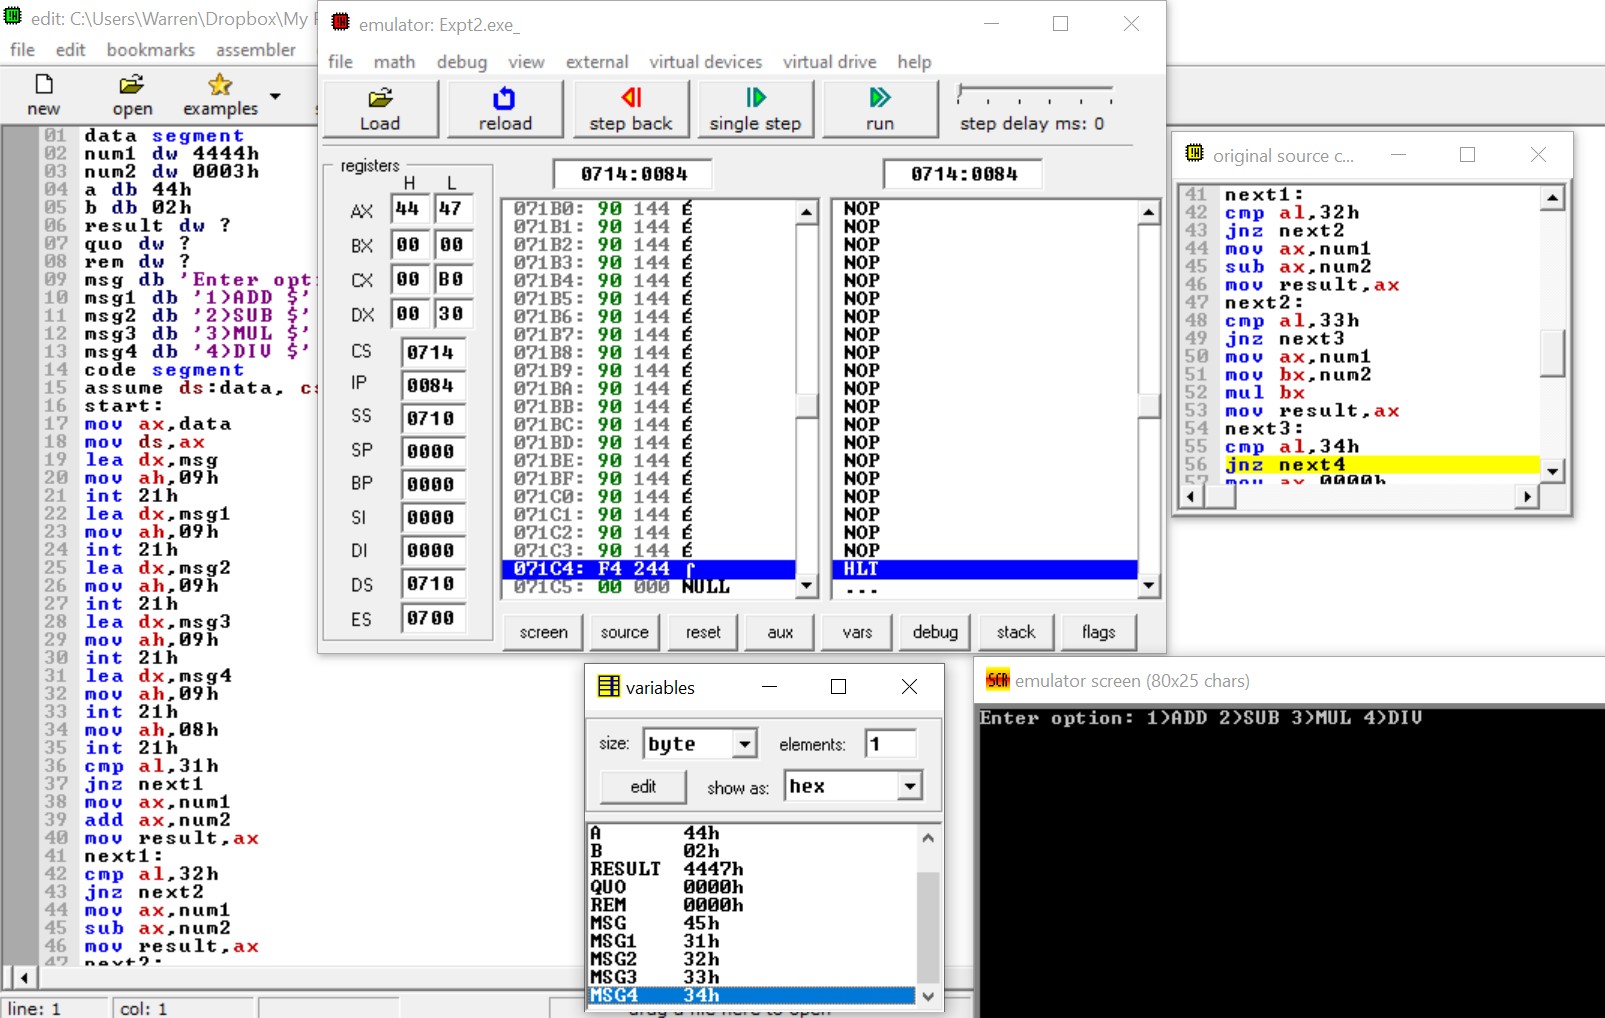 edit: C:\Users\Warren\Dropbox\My
file edit bookmarks assembler
new open examples
01 data segment
02 num1 dw 4444h
03 num2 dw 0003h
04 a db 44h
05 b db 02h
06 result dw ?
07 quo dw ?
08 rem dw ?
09 msg db 'Enter opti
10 msg1 db '1)ADD $'
11 msg2 db '2)SUB $'
12 msg3 db '3)MUL $'
13 msg4 db '4)DIV $'
14 code segment
15 assume ds:data, cs
16 start:
17 mov ax,data
18 mov ds,ax
19 lea dx,msg
20 mov ah,09h
21 int 21h
22 lea dx,msg1
23 mov ah,09h
24 int 21h
25 lea dx,msg2
26 mov ah,09h
27 int 21h
28 lea dx,msg3
29 mov ah,09h
30 int 21h
31 lea dx,msg4
32 mov ah,09h
33 int 21h
34 mov ah,08h
35 int 21h
36 cmp al,31h
37 jnz next1
38 mov ax,num1
39 add ax,num2
40 mov result,ax
41 next1:
42 cmp al,32h
43 jnz next2
44 mov ax,num1
45 sub ax,num2
46 mov result,ax
47 next2:
line: 1 col: 1
drag a file here to open
emulator: Expt2.exe_
file math debug view external virtual devices virtual drive help
Load reload step back single step run step delay ms: 0
registers
H L
AX 44 47
BX 00 00
CX 00 B0
DX 00 30
CS 0714
IP 0084
SS 0710
SP 0000
BP 0000
SI 0000
DI 0000
DS 0710
ES 0700
0714:0084 0714:0084
071B0: 90 144 É NOP
071B1: 90 144 É NOP
071B2: 90 144 É NOP
071B3: 90 144 É NOP
071B4: 90 144 É NOP
071B5: 90 144 É NOP
071B6: 90 144 É NOP
071B7: 90 144 É NOP
071B8: 90 144 É NOP
071B9: 90 144 É NOP
071BA: 90 144 É NOP
071BB: 90 144 É NOP
071BC: 90 144 É NOP
071BD: 90 144 É NOP
071BE: 90 144 É NOP
071BF: 90 144 É NOP
071C0: 90 144 É NOP
071C1: 90 144 É NOP
071C2: 90 144 É NOP
071C3: 90 144 É NOP
071C4: F4 244 ⌠ HLT
071C5: 00 000 NULL ...
screen source reset aux vars debug stack flags
original source c...
41 next1:
42 cmp al,32h
43 jnz next2
44 mov ax,num1
45 sub ax,num2
46 mov result,ax
47 next2:
48 cmp al,33h
49 jnz next3
50 mov ax,num1
51 mov bx,num2
52 mul bx
53 mov result,ax
54 next3:
55 cmp al,34h
56 jnz next4
57 mov ax,0000h
variables
size: byte elements: 1
edit show as: hex
A 44h
B 02h
RESULT 4447h
QUO 0000h
REM 0000h
MSG 45h
MSG1 31h
MSG2 32h
MSG3 33h
MSG4 34h
SCR emulator screen (80x25 chars)
Enter option: 1)ADD 2)SUB 3)MUL 4)DIV